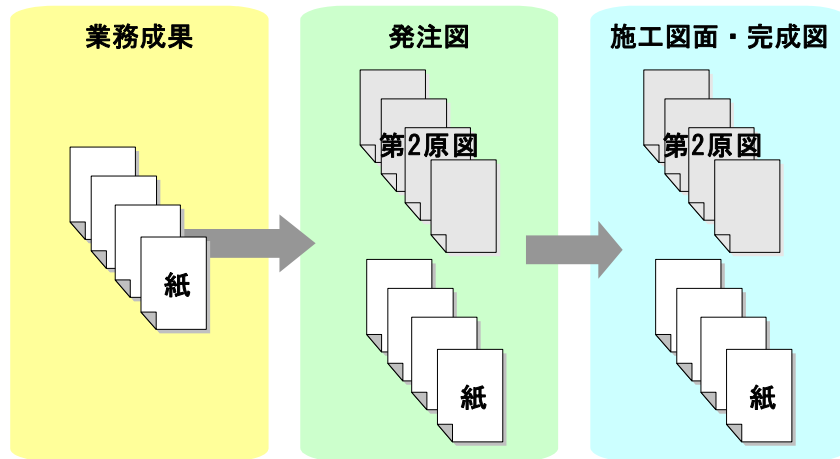 業務成果
発注図
施工図面・完成図
第2原図
第2原図
紙
紙
紙